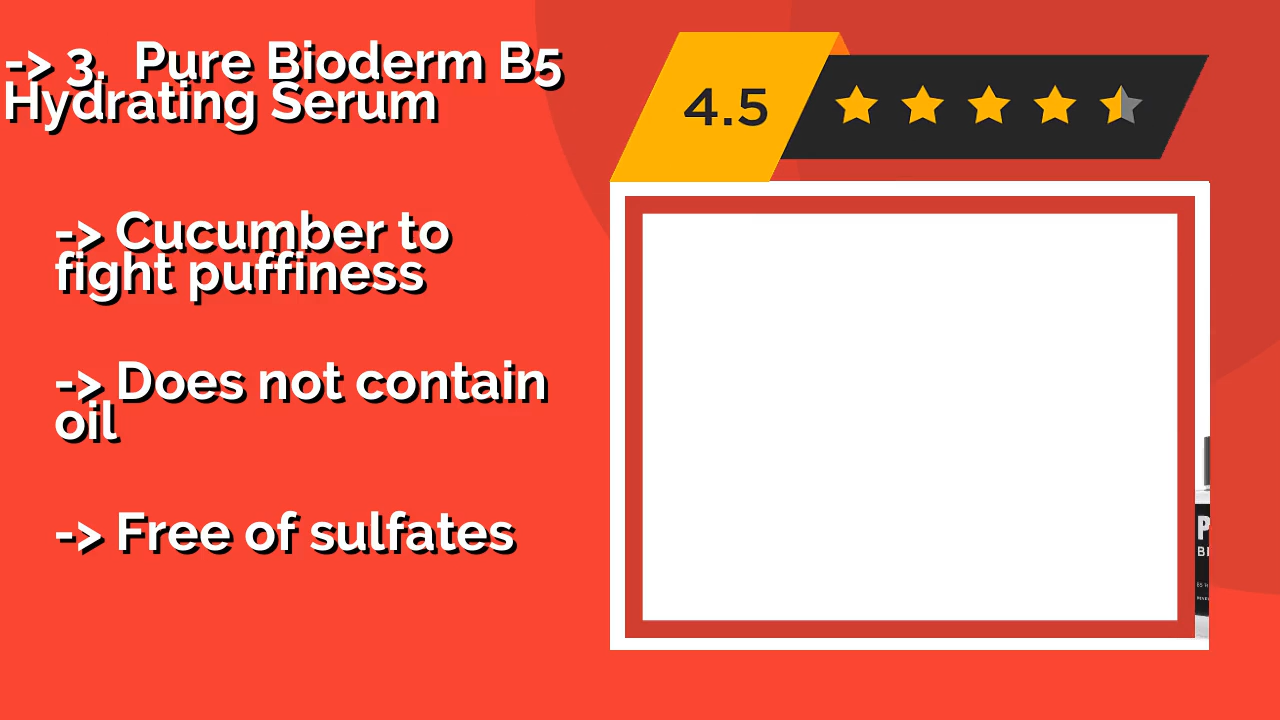 -> 3.  Pure Bioderm B5
Hydrating Serum
4.5
-> Cucumber to
fight puffiness
-> Does not contain
oil
-> Free of sulfates